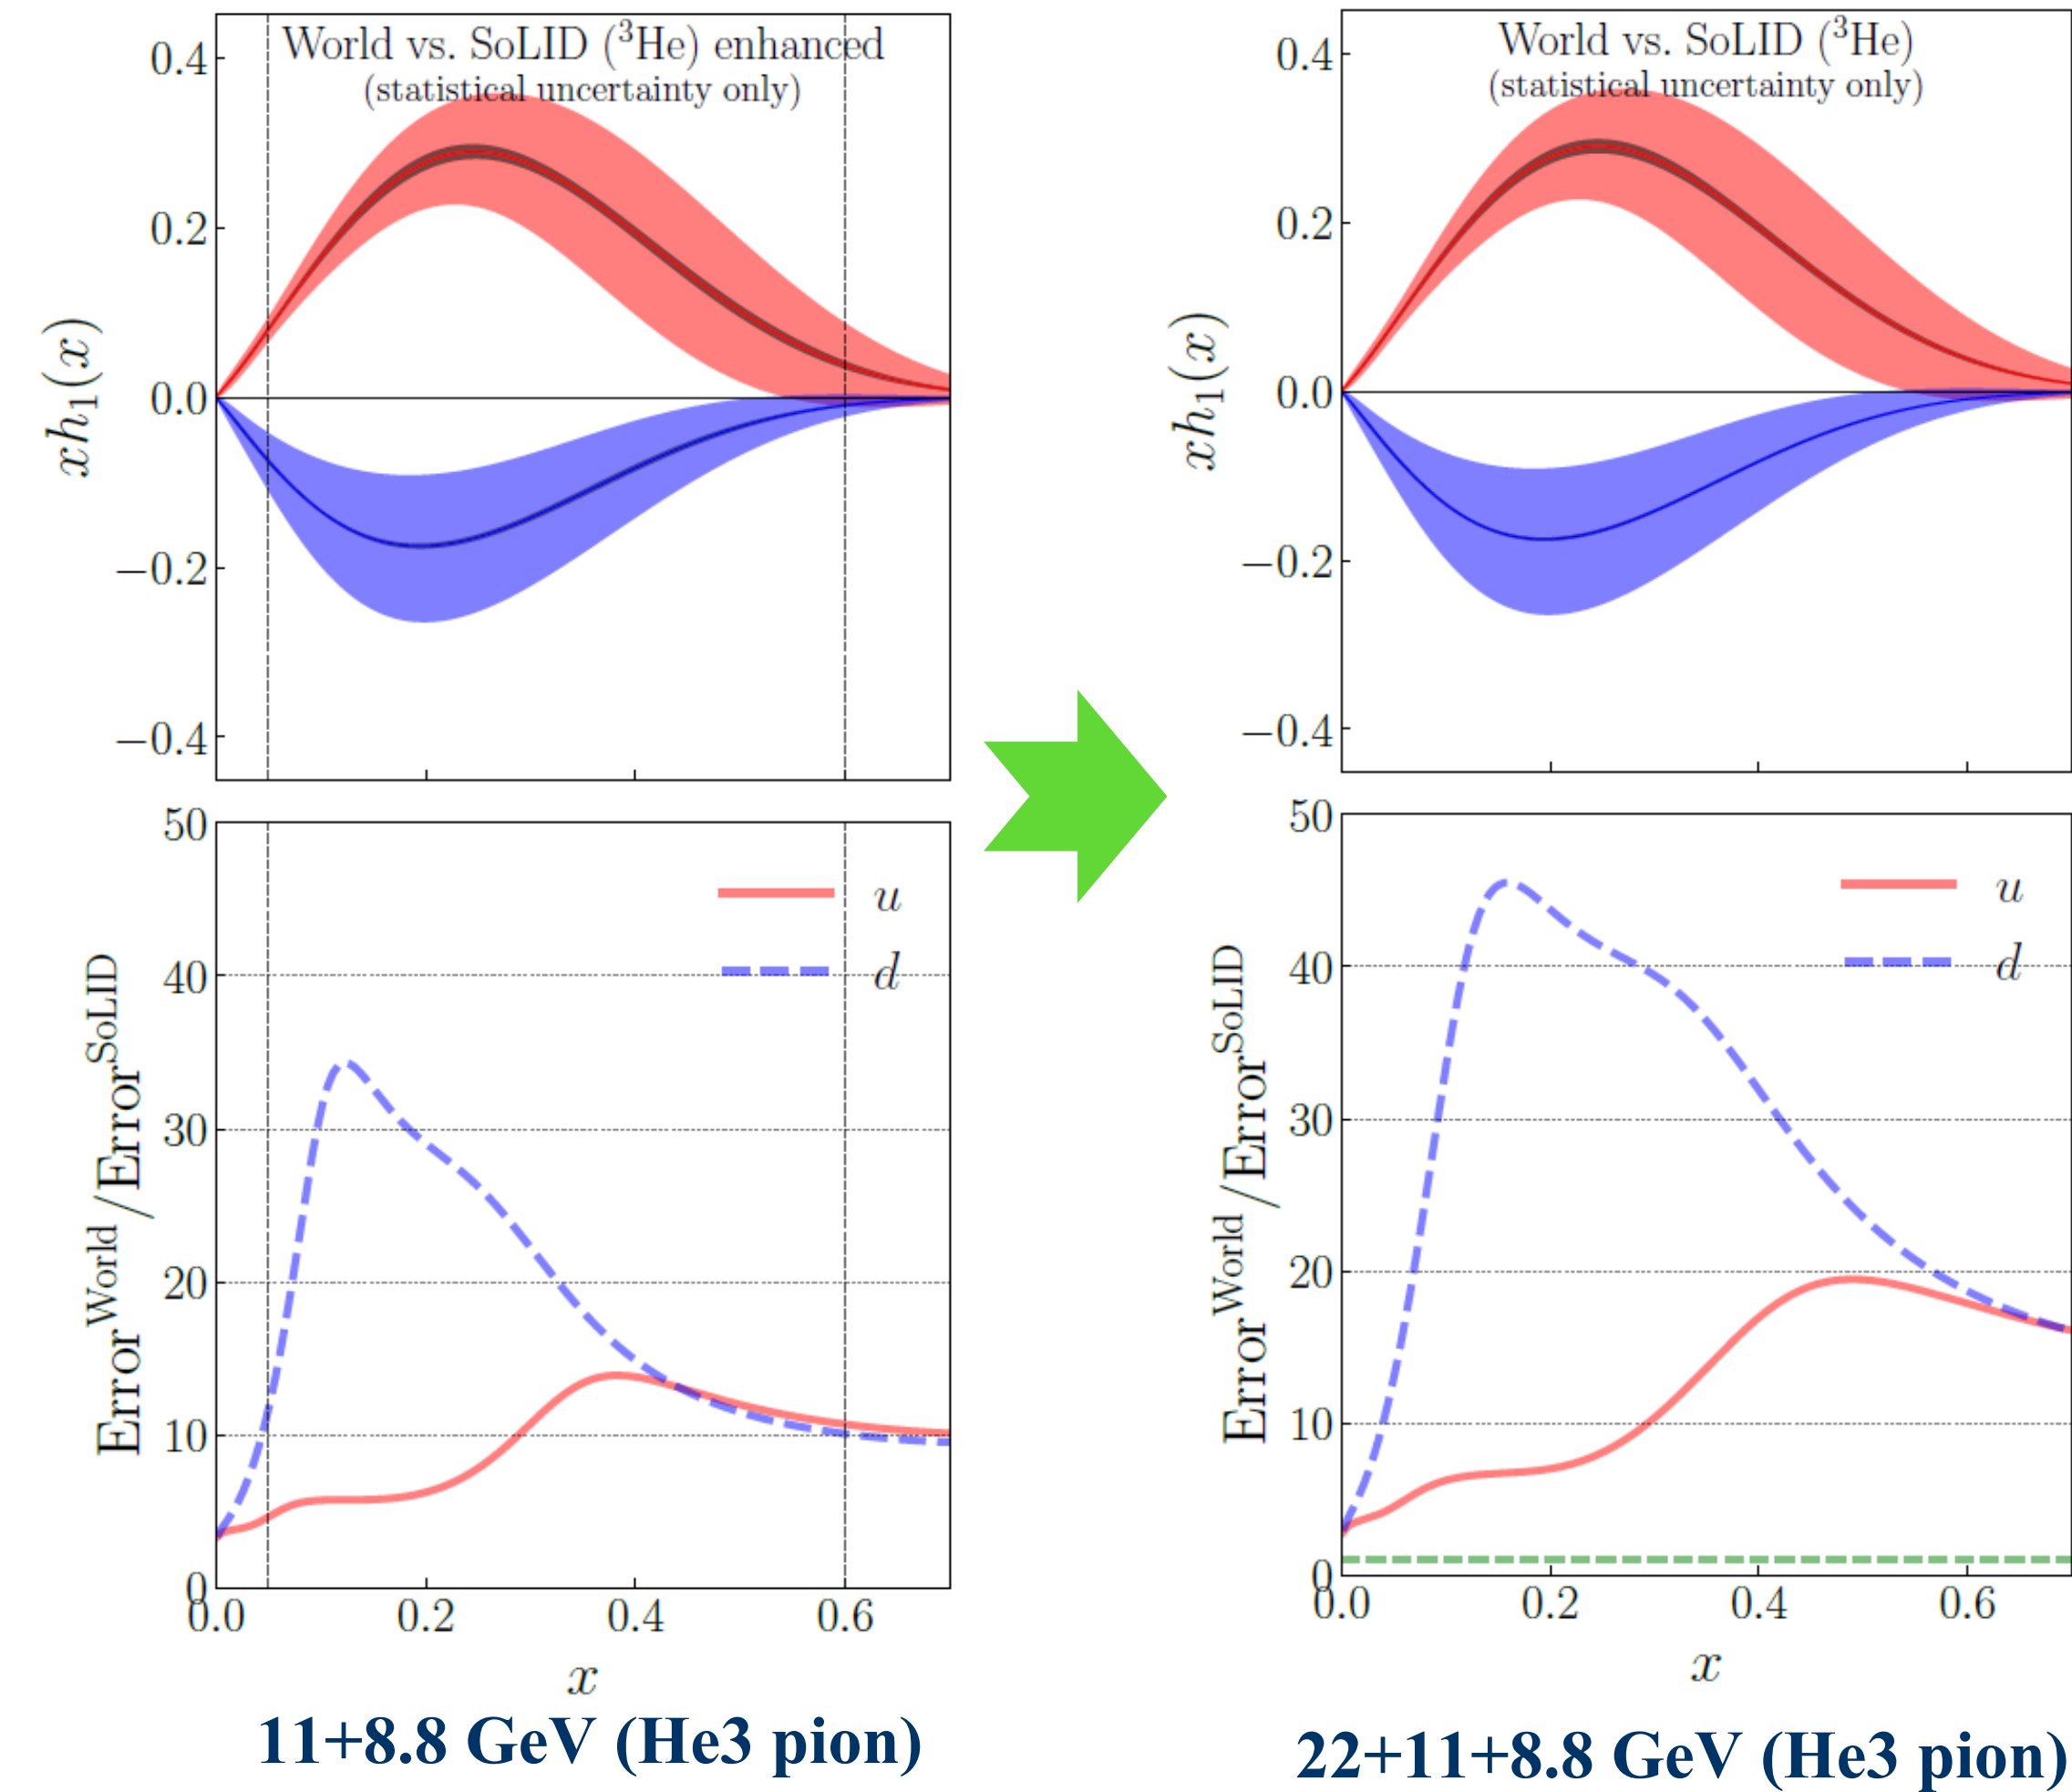 World vs. SoLID (³He) enhanced
(statistical uncertainty only)
0.4
0.2
0.0
−0.2
−0.4
xh₁(x)
World vs. SoLID (³He)
(statistical uncertainty only)
0.4
0.2
0.0
−0.2
−0.4
xh₁(x)
50
40
30
20
10
0
Error^World/Error^SoLID
u
d
0.0 0.2 0.4 0.6
x
11+8.8 GeV (He3 pion)
50
40
30
20
10
0
Error^World/Error^SoLID
u
d
0.0 0.2 0.4 0.6
x
22+11+8.8 GeV (He3 pion)